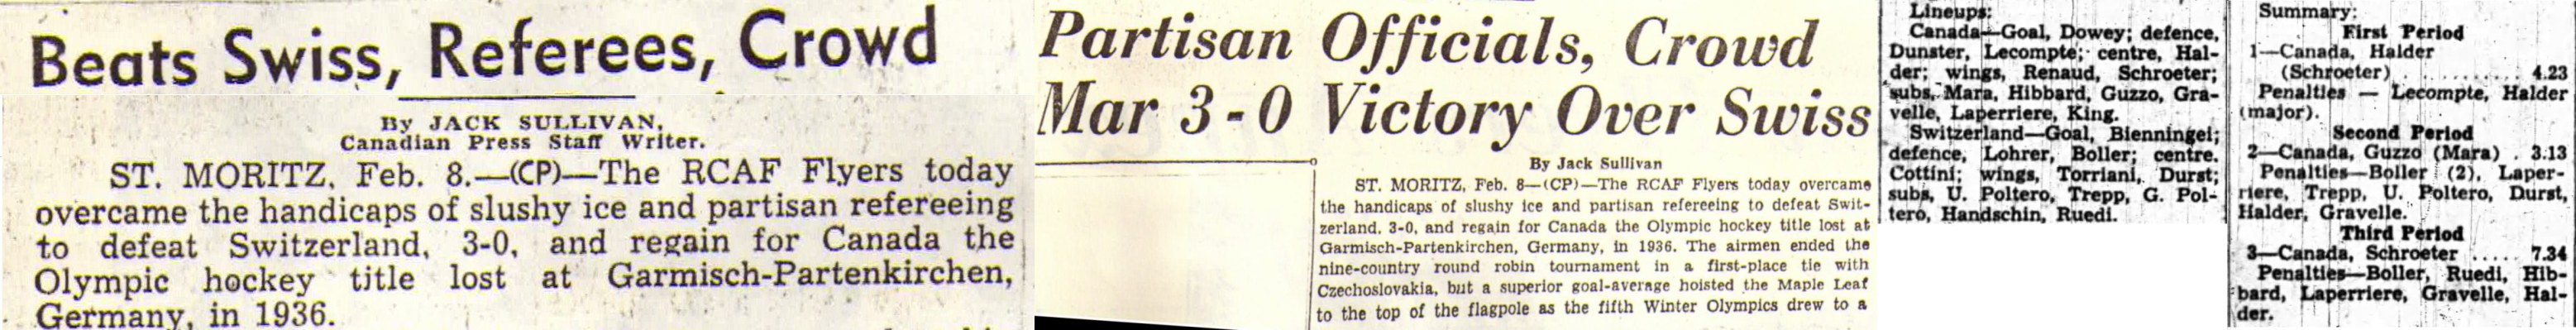 Beats Swiss, Referees, Crowd
By JACK SULLIVAN,
Canadian Press Staff Writer.
ST. MORITZ, Feb. 8.—(CP)—The RCAF Flyers today
overcame the handicaps of slushy ice and partisan refereeing
to defeat Switzerland, 3-0, and regain for Canada the
Olympic hockey title lost at Garmisch-Partenkirchen,
Germany, in 1936.
Partisan Officials, Crowd
Mar 3-0 Victory Over Swiss
By Jack Sullivan
ST. MORITZ, Feb. 8—(CP)—The RCAF Flyers today overcame
the handicaps of slushy ice and partisan refereeing to defeat Swit-
zerland, 3-0, and regain for Canada the Olympic hockey title lost at
Garmisch-Partenkirchen, Germany, in 1936. The airmen ended the
nine-country round robin tournament in a first-place tie with
Czechoslovakia, but a superior goal-average hoisted the Maple Leaf
to the top of the flagpole as the fifth Winter Olympics drew to a
Lineups:
Canada—Goal, Dowey; defence,
Dunster, Lecompte; centre, Hal-
der; wings, Renaud, Schroeter;
subs, Mara, Hibbard, Guzzo, Gra-
velle, Laperriere, King.
Switzerland—Goal, Bienningei;
defence, Lohrer, Boller; centre.
Cottini; wings, Torriani, Durst;
subs, U. Poltero, Trepp, G. Pol-
tero, Handschin, Ruedi.
Summary:
First Period
1—Canada, Halder
(Schroeter) .......... 4.23
Penalties — Lecompte, Halder
(major).
Second Period
2—Canada, Guzzo (Mara) . 3.13
Penalties—Boller (2), Laper-
riere, Trepp, U. Poltero, Durst,
Halder, Gravelle.
Third Period
3—Canada, Schroeter ..... 7.34
Penalties—Boller, Ruedi, Hib-
bard, Laperriere, Gravelle, Hal-
der.